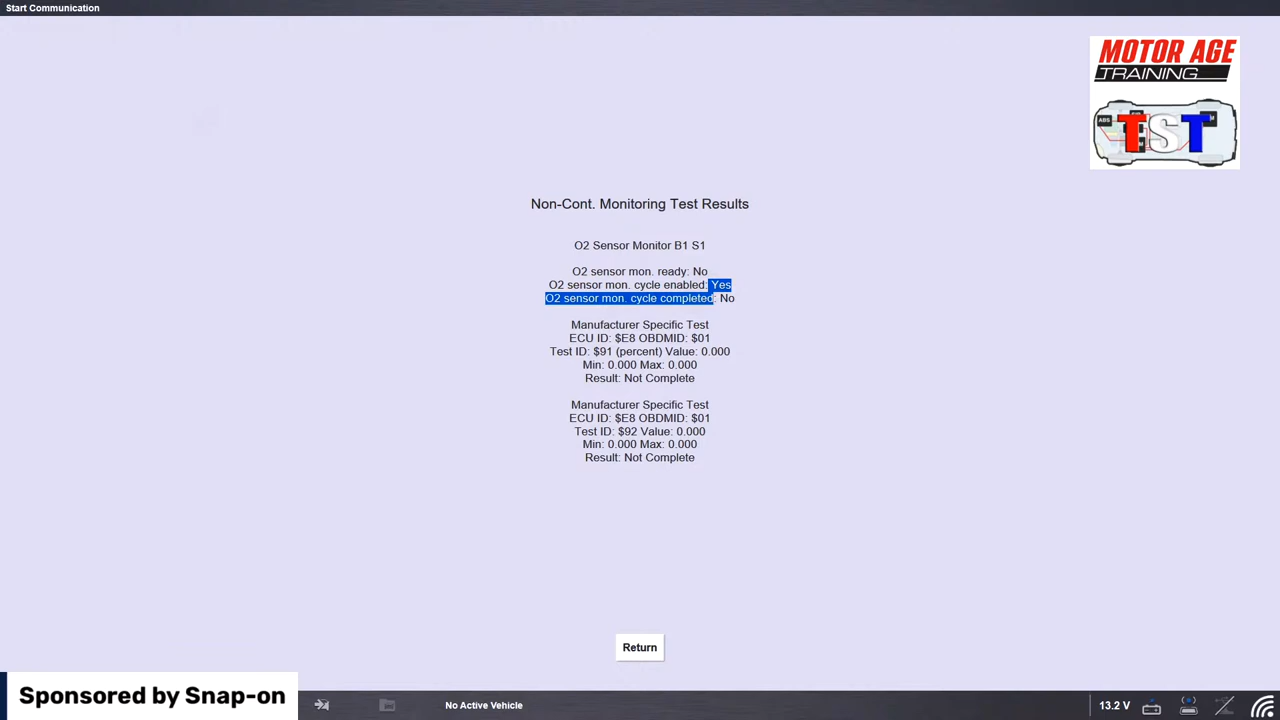 Start Communication
MOTOR AGE
TRAINING
ABS
TST
Non-Cont. Monitoring Test Results
O2 Sensor Monitor B1 S1
O2 sensor mon. ready: No
O2 sensor mon. cycle enabled: Yes
O2 sensor mon. cycle completed: No
Manufacturer Specific Test
ECU ID: $E8 OBDMID: $01
Test ID: $91 (percent) Value: 0.000
Min: 0.000 Max: 0.000
Result: Not Complete
Manufacturer Specific Test
ECU ID: $E8 OBDMID: $01
Test ID: $92 Value: 0.000
Min: 0.000 Max: 0.000
Result: Not Complete
Return
Sponsored by Snap-on
No Active Vehicle
13.2 V